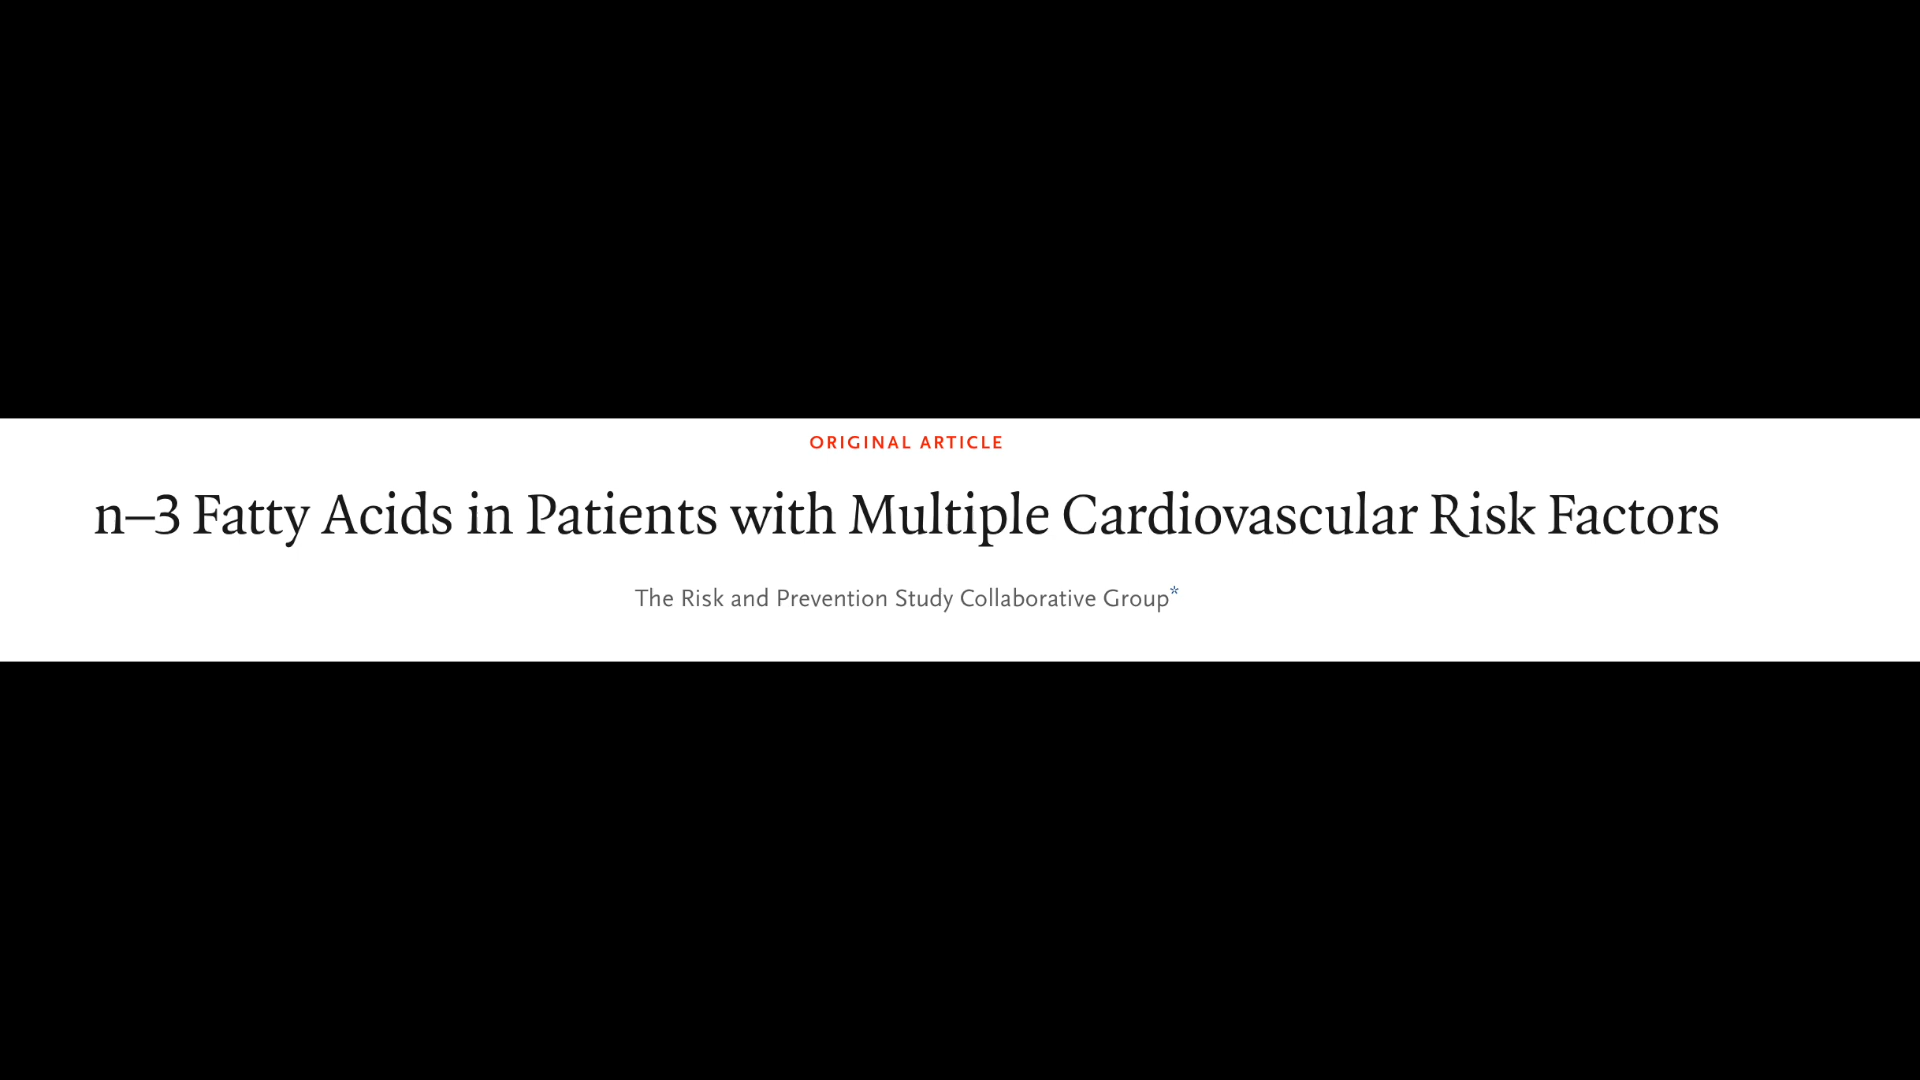 ORIGINAL ARTICLE
n–3 Fatty Acids in Patients with Multiple Cardiovascular Risk Factors
The Risk and Prevention Study Collaborative Group*